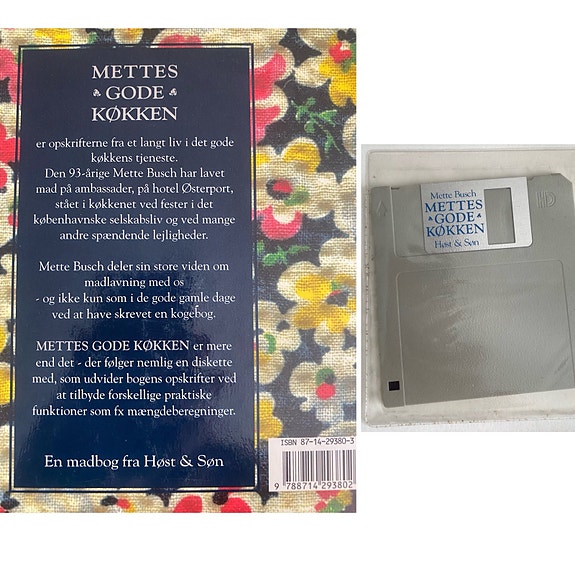 METTES
GODE
KØKKEN
er opskrifterne fra et langt liv i det gode
køkkens tjeneste.
Den 93-årige Mette Busch har lavet
mad på ambassader, på hotel Østerport,
stået i køkkenet ved fester i det
københavnske selskabsliv og ved mange
andre spændende lejligheder.
Mette Busch deler sin store viden om
madlavning med os
- og ikke kun som i de gode gamle dage
ved at have skrevet en kogebog.
METTES GODE KØKKEN er mere
end det - der følger nemlig en diskette
med, som udvider bogens opskrifter ved
at tilbyde forskellige praktiske
funktioner som fx mængdeberegninger.
En madbog fra Høst & Søn
ISBN 87-14-29380-3
9 788714 293802
Mette Busch
METTES
GODE
KØKKEN
Høst & Søn
HD